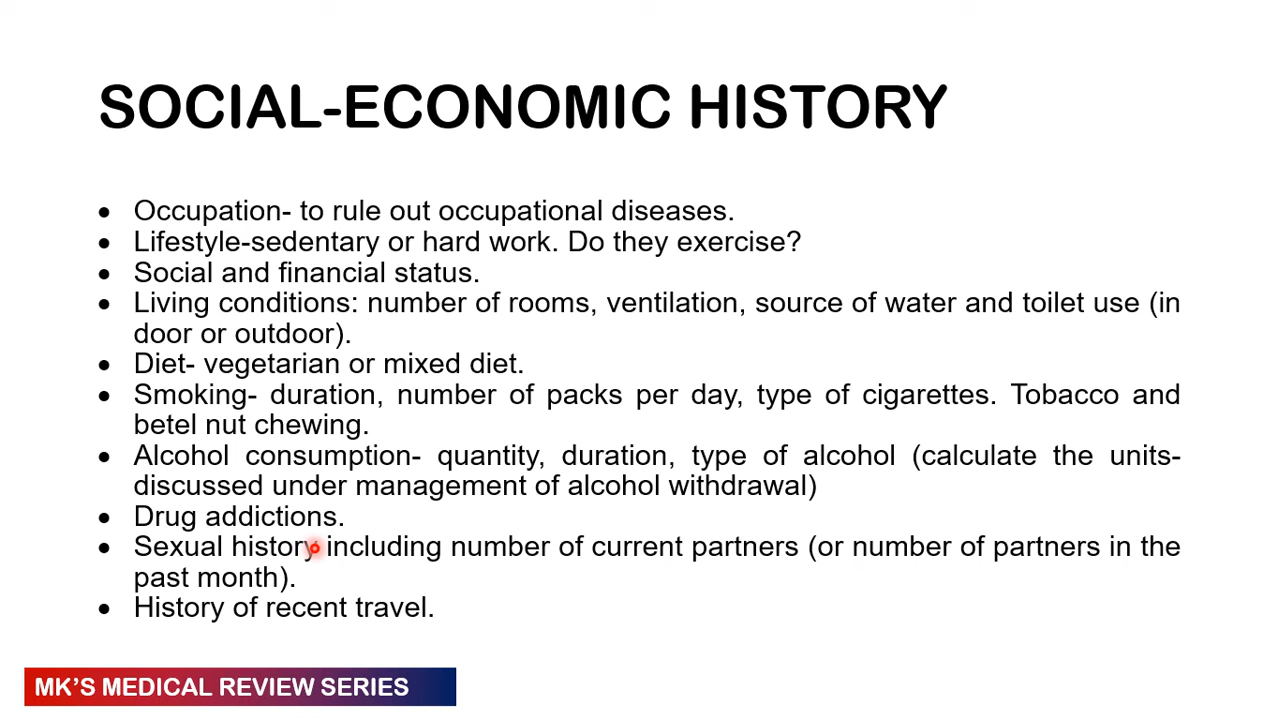 SOCIAL-ECONOMIC HISTORY
• Occupation- to rule out occupational diseases.
• Lifestyle-sedentary or hard work. Do they exercise?
• Social and financial status.
• Living conditions: number of rooms, ventilation, source of water and toilet use (in
door or outdoor).
• Diet- vegetarian or mixed diet.
• Smoking- duration, number of packs per day, type of cigarettes. Tobacco and
betel nut chewing.
• Alcohol consumption- quantity, duration, type of alcohol (calculate the units-
discussed under management of alcohol withdrawal)
• Drug addictions.
• Sexual history including number of current partners (or number of partners in the
past month).
• History of recent travel.
MK’S MEDICAL REVIEW SERIES